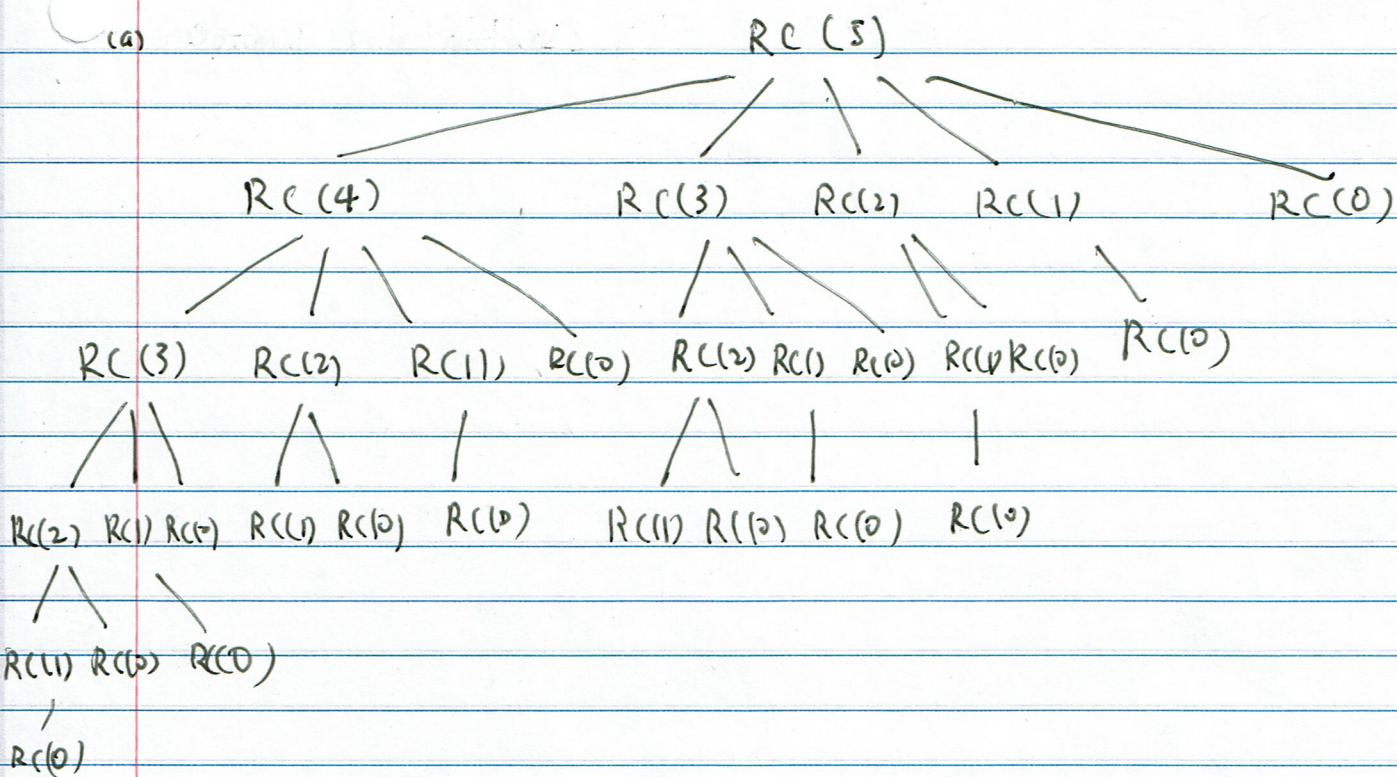 (a) RC(5)
RC(4) RC(3) RC(2) RC(1) RC(0)
RC(3) RC(2) RC(1) RC(0) RC(2) RC(1) RC(0) RC(1) RC(0) RC(0)
RC(2) RC(1) RC(0) RC(1) RC(0) RC(0) RC(1) RC(0) RC(0) RC(0)
RC(1) RC(0) RC(0)
RC(0)